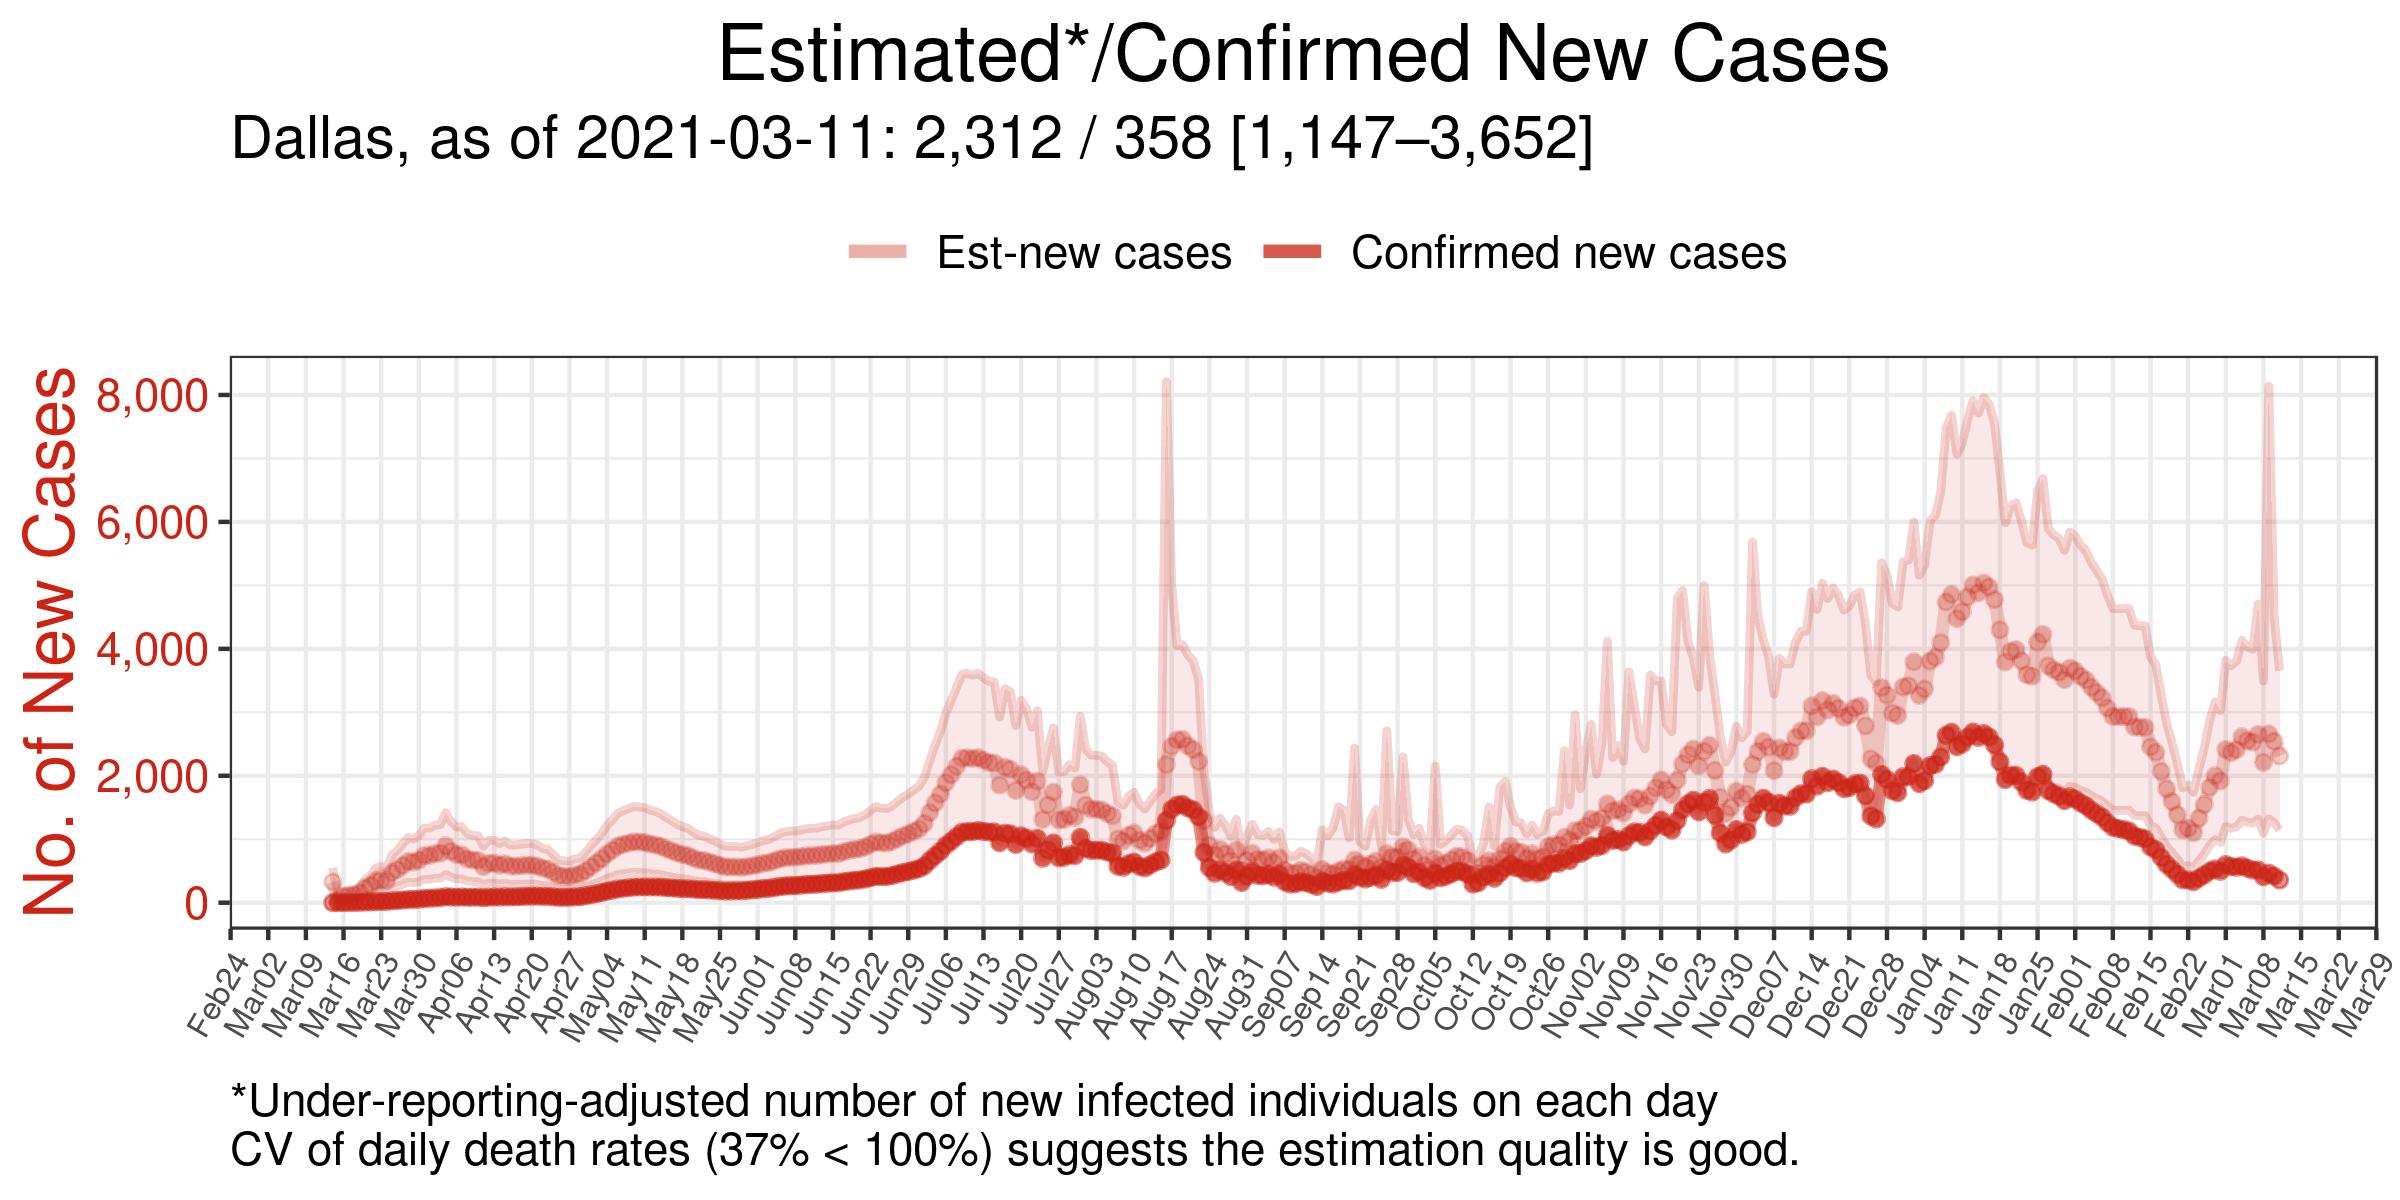 Estimated*/Confirmed New Cases
Dallas, as of 2021-03-11: 2,312 / 358 [1,147–3,652]
Est-new cases Confirmed new cases
No. of New Cases
8,000
6,000
4,000
2,000
0
Feb24 Mar02 Mar09 Mar16 Mar23 Mar30 Apr06 Apr13 Apr20 Apr27 May04 May11 May18 May25 Jun01 Jun08 Jun15 Jun22 Jun29 Jul06 Jul13 Jul20 Jul27 Aug03 Aug10 Aug17 Aug24 Aug31 Sep07 Sep14 Sep21 Sep28 Oct05 Oct12 Oct19 Oct26 Nov02 Nov09 Nov16 Nov23 Nov30 Dec07 Dec14 Dec21 Dec28 Jan04 Jan11 Jan18 Jan25 Feb01 Feb08 Feb15 Feb22 Mar01 Mar08 Mar15 Mar22 Mar29
*Under-reporting-adjusted number of new infected individuals on each day
CV of daily death rates (37% < 100%) suggests the estimation quality is good.